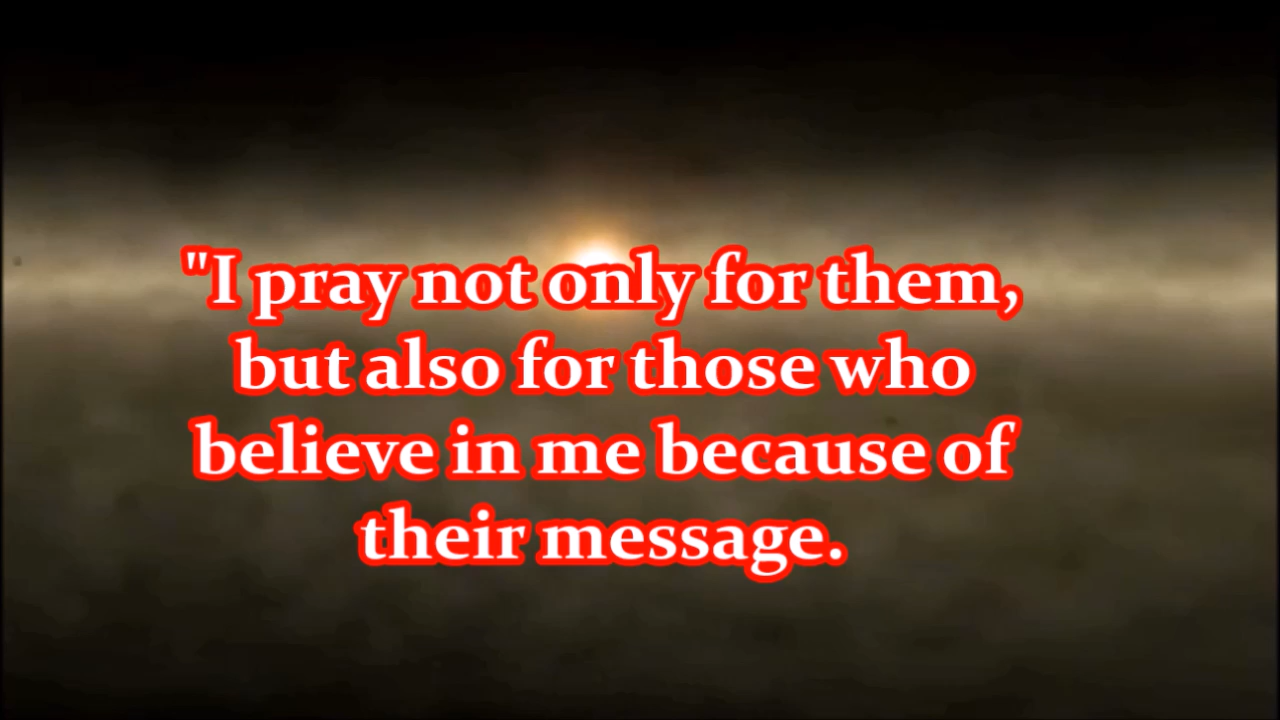 "I pray not only for them,
but also for those who
believe in me because of
their message.